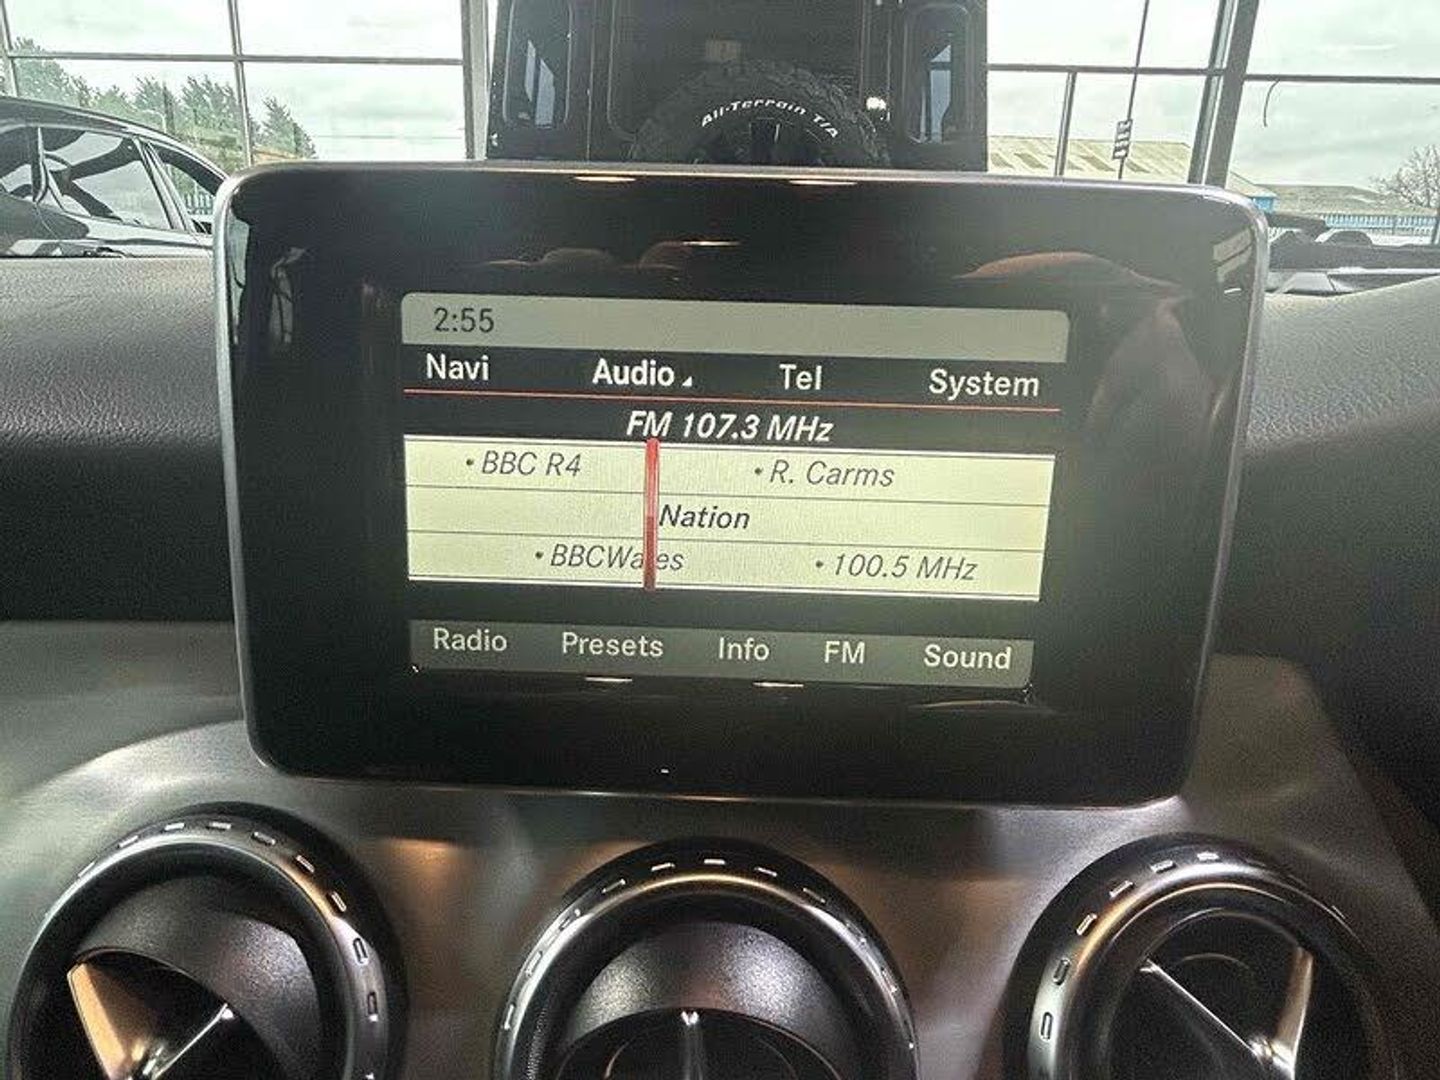 All-Terrain T/A
2:55
Navi Audio Tel System
FM 107.3 MHz
• BBC R4 • R. Carms
Nation
• BBCWales • 100.5 MHz
Radio Presets Info FM Sound